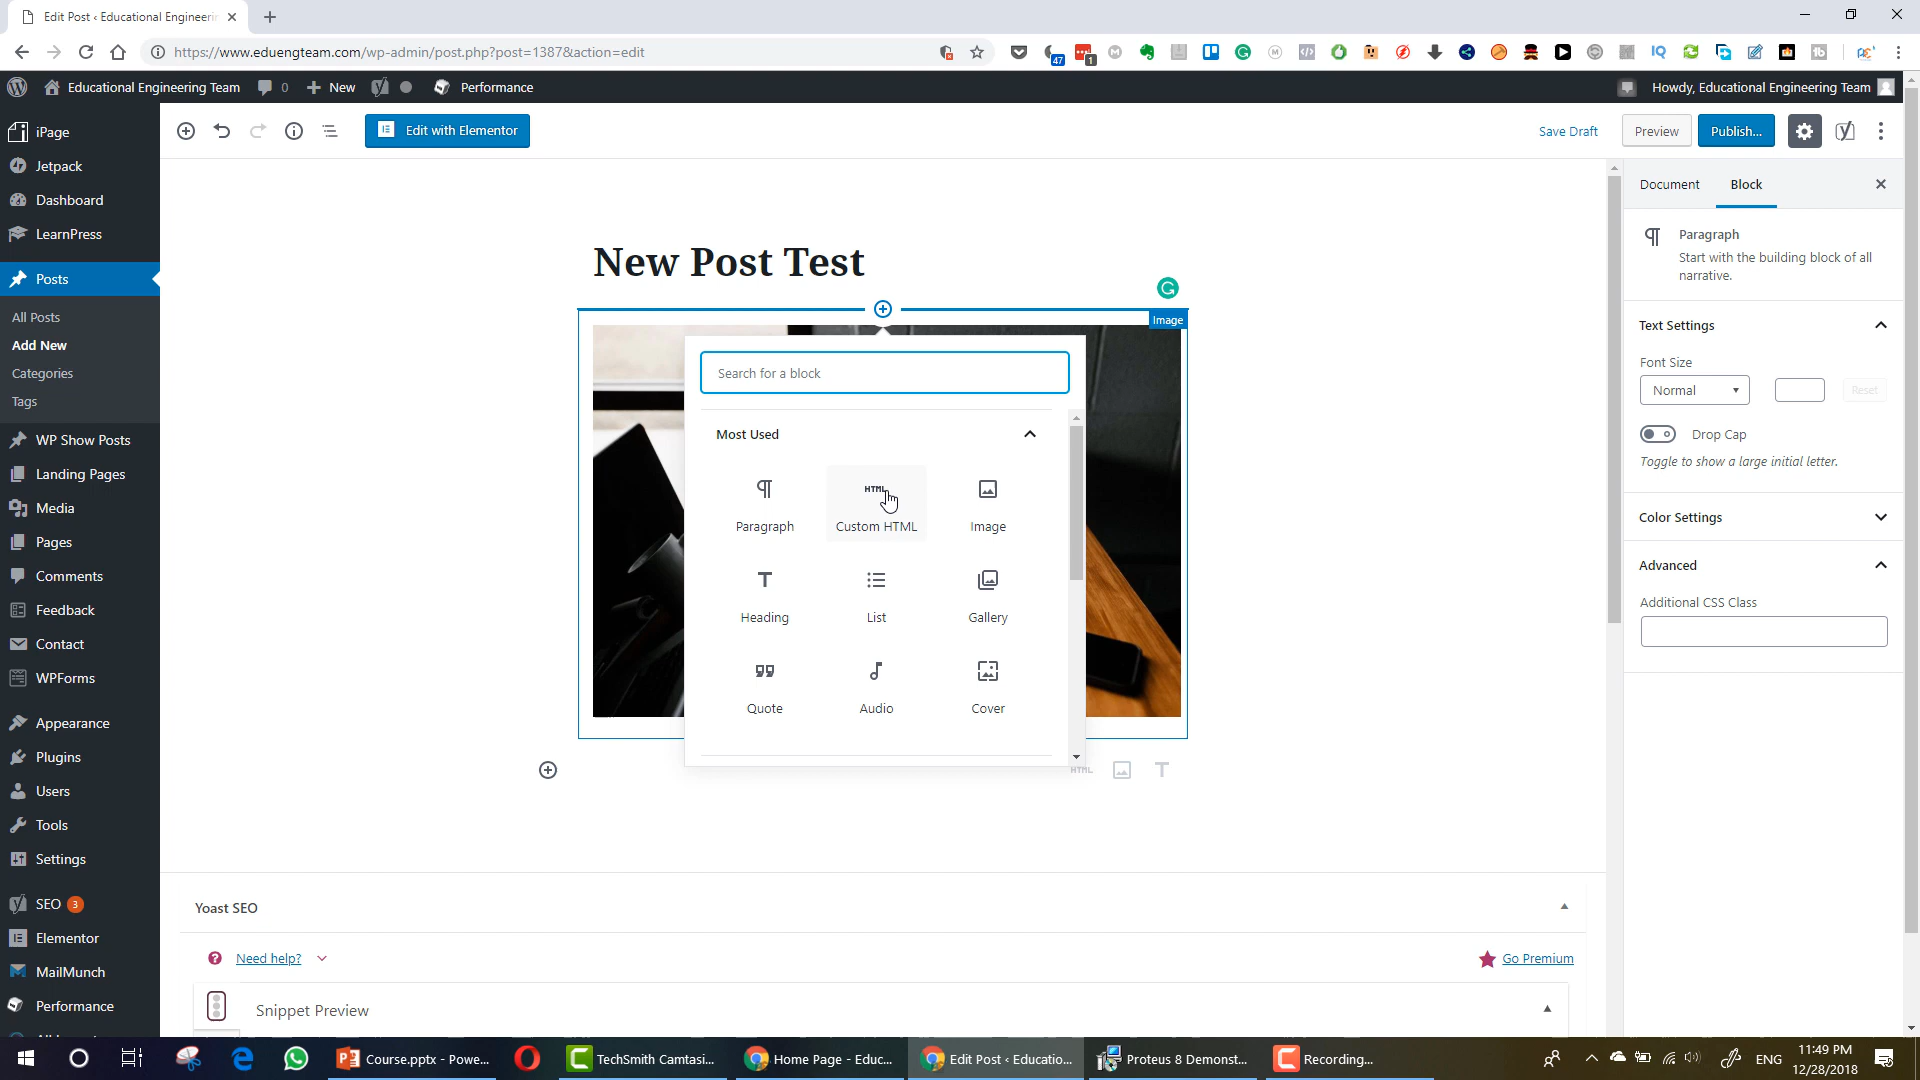 Edit Post ‹ Educational Engineerin
https://www.eduengteam.com/wp-admin/post.php?post=1387&action=edit
47
1
IQ
Educational Engineering Team
0
New
Performance
Howdy, Educational Engineering Team
iPage
Jetpack
Dashboard
LearnPress
Posts
All Posts
Add New
Categories
Tags
WP Show Posts
Landing Pages
Media
Pages
Comments
Feedback
Contact
WPForms
Appearance
Plugins
Users
Tools
Settings
SEO 3
Elementor
MailMunch
Performance
Edit with Elementor
Save Draft
Preview
Publish...
New Post Test
Image
Search for a block
Most Used
Paragraph
HTML
Custom HTML
Image
Heading
List
Gallery
Quote
Audio
Cover
HTML
Document
Block
Paragraph
Start with the building block of all
narrative.
Text Settings
Font Size
Normal
Reset
Drop Cap
Toggle to show a large initial letter.
Color Settings
Advanced
Additional CSS Class
Yoast SEO
Need help?
Go Premium
Snippet Preview
Course.pptx - Powe...
TechSmith Camtasi...
Home Page - Educ...
Edit Post ‹ Educatio...
Proteus 8 Demonst...
Recording...
ENG
11:49 PM
12/28/2018